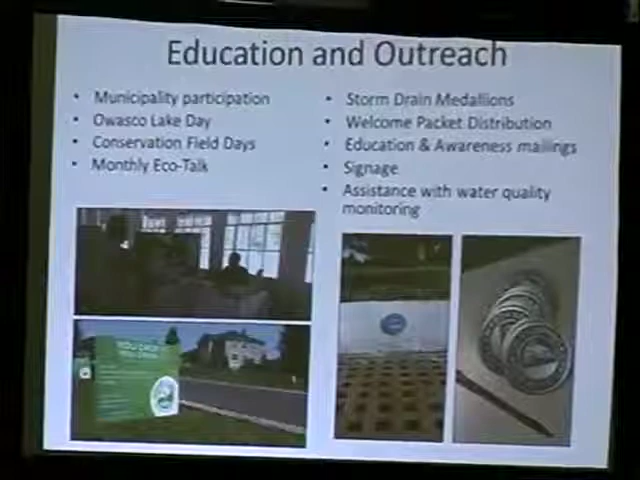 Education and Outreach
• Municipality participation
• Owasco Lake Day
• Conservation Field Days
• Monthly Eco-Talk
• Storm Drain Medallions
• Welcome Packet Distribution
• Education & Awareness mailings
• Signage
• Assistance with water quality
monitoring